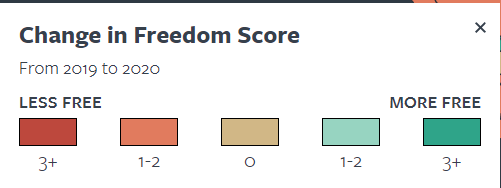 Change in Freedom Score
From 2019 to 2020
LESS FREE MORE FREE
3+ 1-2 0 1-2 3+